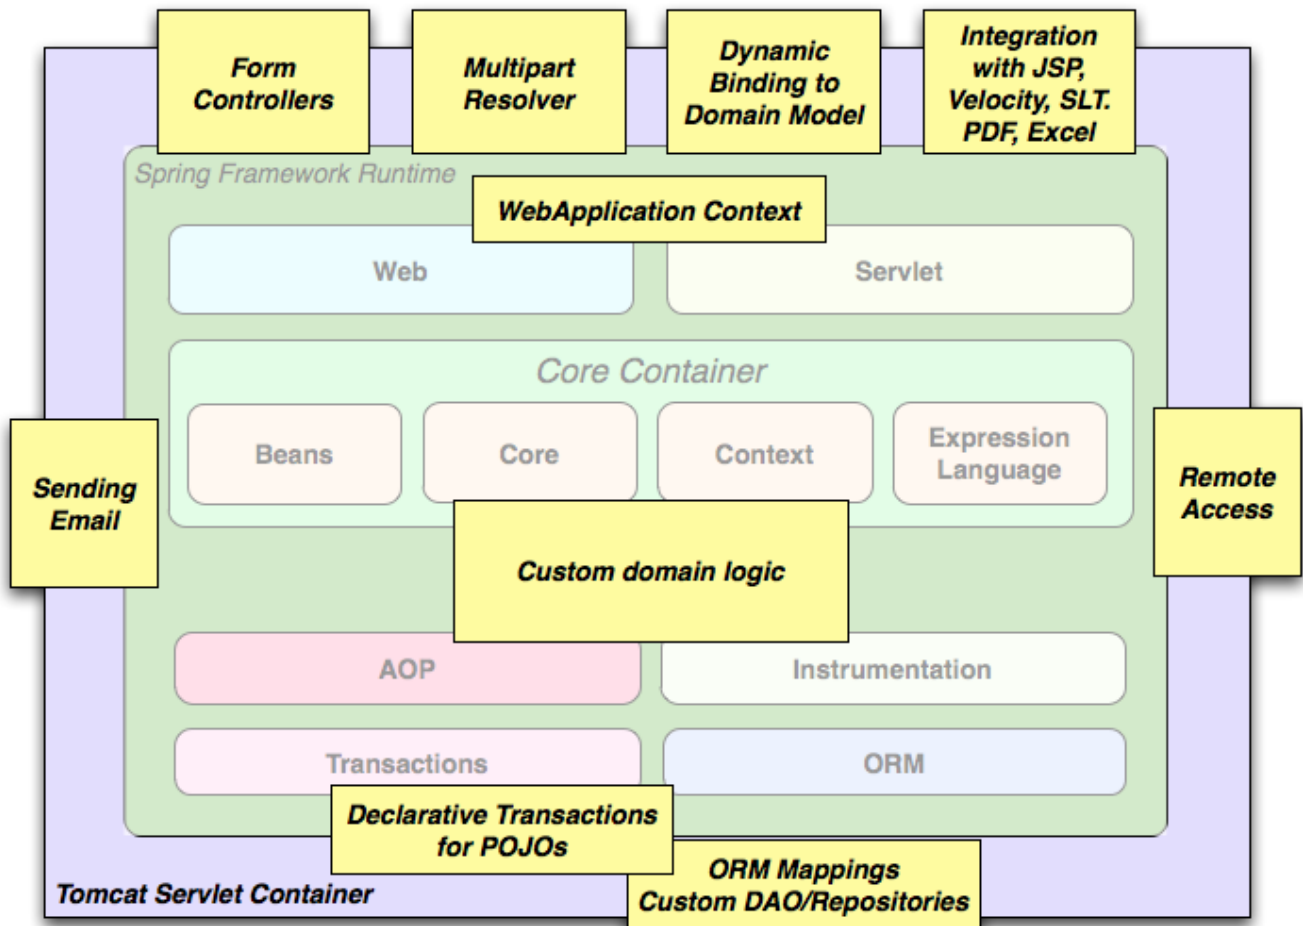 Form
Controllers
Multipart
Resolver
Dynamic
Binding to
Domain Model
Integration
with JSP,
Velocity, SLT.
PDF, Excel
Spring Framework Runtime
WebApplication Context
Web
Servlet
Core Container
Beans
Core
Context
Expression
Language
Sending
Email
Remote
Access
Custom domain logic
AOP
Instrumentation
Transactions
ORM
Declarative Transactions
for POJOs
ORM Mappings
Custom DAO/Repositories
Tomcat Servlet Container